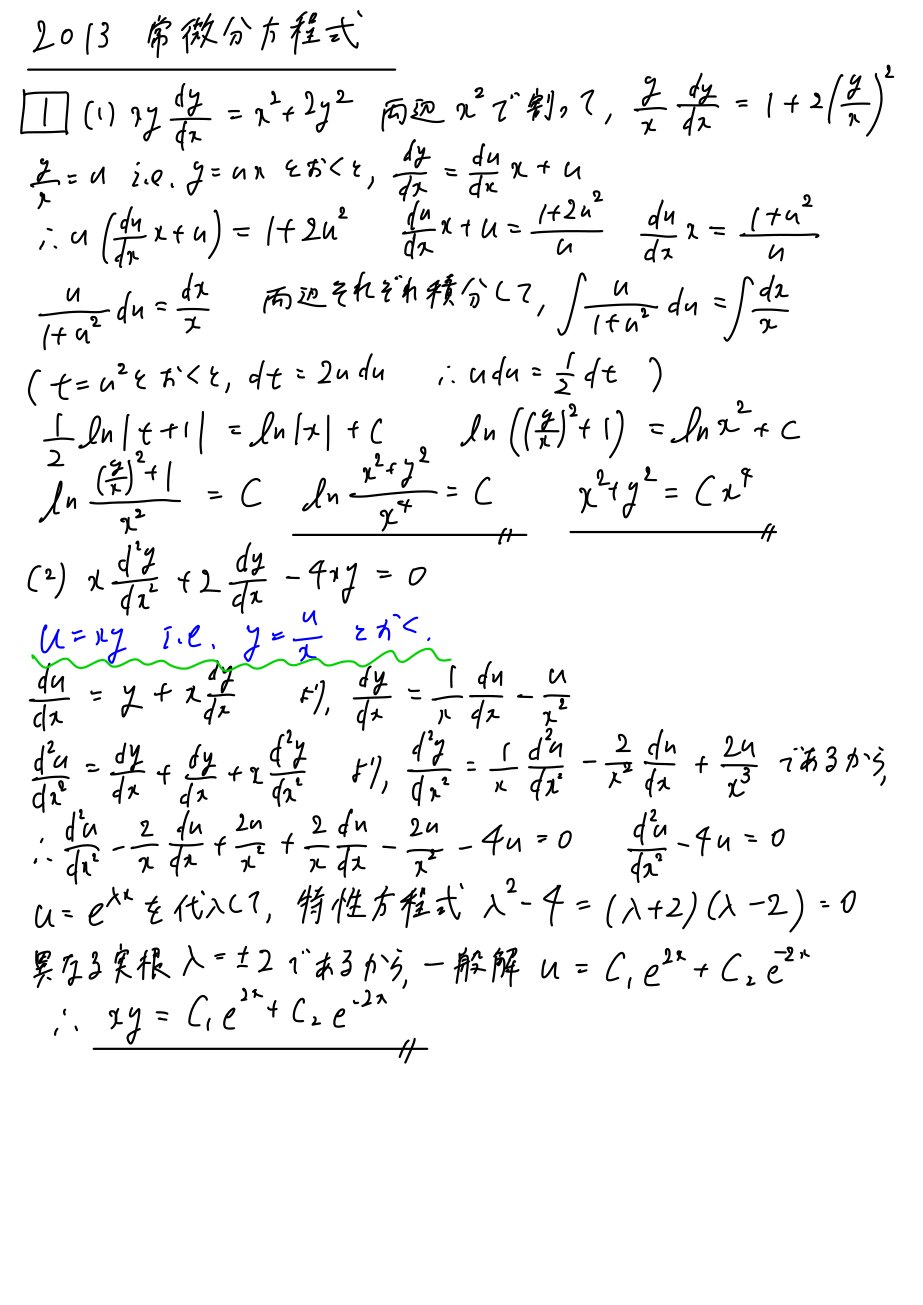 2013 常微分方程式
1 (1) xy dy/dx = x²+2y² 両辺 x²で割って, y/x dy/dx = 1+2(y/x)²
y/x = u i.e. y=ux とおくと, dy/dx = du/dx x + u
∴ u(du/dx x+u) = 1+2u² du/dx x+u = (1+2u²)/u du/dx x = (1+u²)/u
u/(1+u²) du = dx/x 両辺それぞれ積分して, ∫ u/(1+u²) du = ∫ dx/x
(t=u²とおくと, dt=2udu ∴ udu = 1/2 dt)
1/2 ln|t+1| = ln|x| + C ln((y/x)²+1) = ln x² + C
ln ((y/x)²+1)/x² = C ln (x²+y²)/x⁴ = C x²+y² = Cx⁴
(2) x d²y/dx² + 2 dy/dx - 4xy = 0
u=xy i.e. y = u/x とおく.
du/dx = y + x dy/dx より, dy/dx = 1/x du/dx - u/x²
d²u/dx² = dy/dx + dy/dx + x d²y/dx² より, d²y/dx² = 1/x d²u/dx² - 2/x² du/dx + 2u/x³ であるから,
∴ d²u/dx² - 2/x du/dx + 2u/x² + 2/x du/dx - 2u/x² - 4u = 0 d²u/dx² - 4u = 0
u = e^λx を代入して, 特性方程式 λ²-4 = (λ+2)(λ-2) = 0
異なる実根 λ=±2 であるから, 一般解 u = C₁e^2x + C₂e^-2x
∴ xy = C₁e^2x + C₂e^-2x